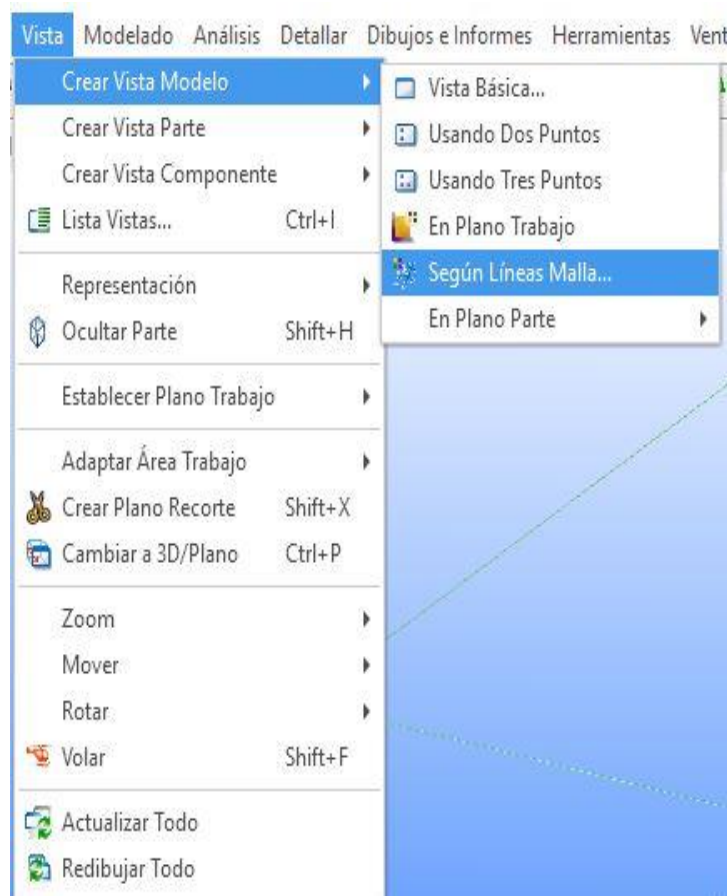 Vista Modelado Análisis Detallar Dibujos e Informes Herramientas Vent
Crear Vista Modelo
Crear Vista Parte
Crear Vista Componente
Lista Vistas... Ctrl+I
Representación
Ocultar Parte Shift+H
Establecer Plano Trabajo
Adaptar Área Trabajo
Crear Plano Recorte Shift+X
Cambiar a 3D/Plano Ctrl+P
Zoom
Mover
Rotar
Volar Shift+F
Actualizar Todo
Redibujar Todo
Vista Básica...
Usando Dos Puntos
Usando Tres Puntos
En Plano Trabajo
Según Líneas Malla...
En Plano Parte